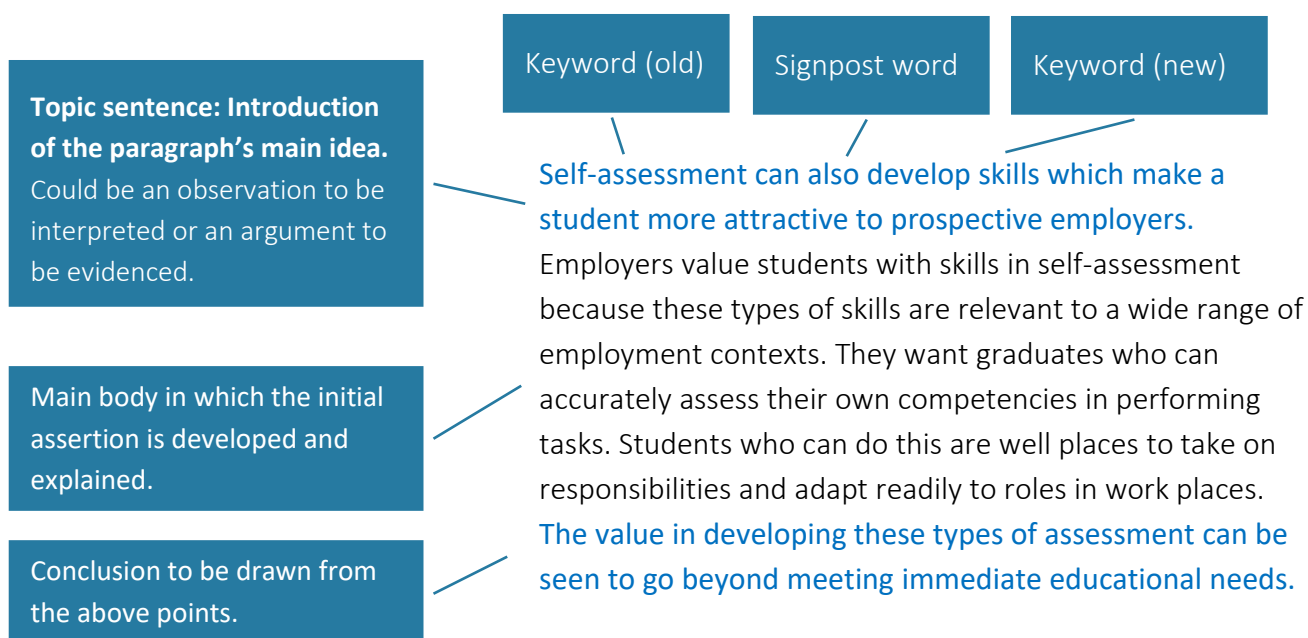 Keyword (old)
Signpost word
Keyword (new)
Topic sentence: Introduction
of the paragraph's main idea.
Could be an observation to be
interpreted or an argument to
be evidenced.
Self-assessment can also develop skills which make a
student more attractive to prospective employers.
Employers value students with skills in self-assessment
because these types of skills are relevant to a wide range of
employment contexts. They want graduates who can
accurately assess their own competencies in performing
tasks. Students who can do this are well places to take on
responsibilities and adapt readily to roles in work places.
The value in developing these types of assessment can be
seen to go beyond meeting immediate educational needs.
Main body in which the initial
assertion is developed and
explained.
Conclusion to be drawn from
the above points.